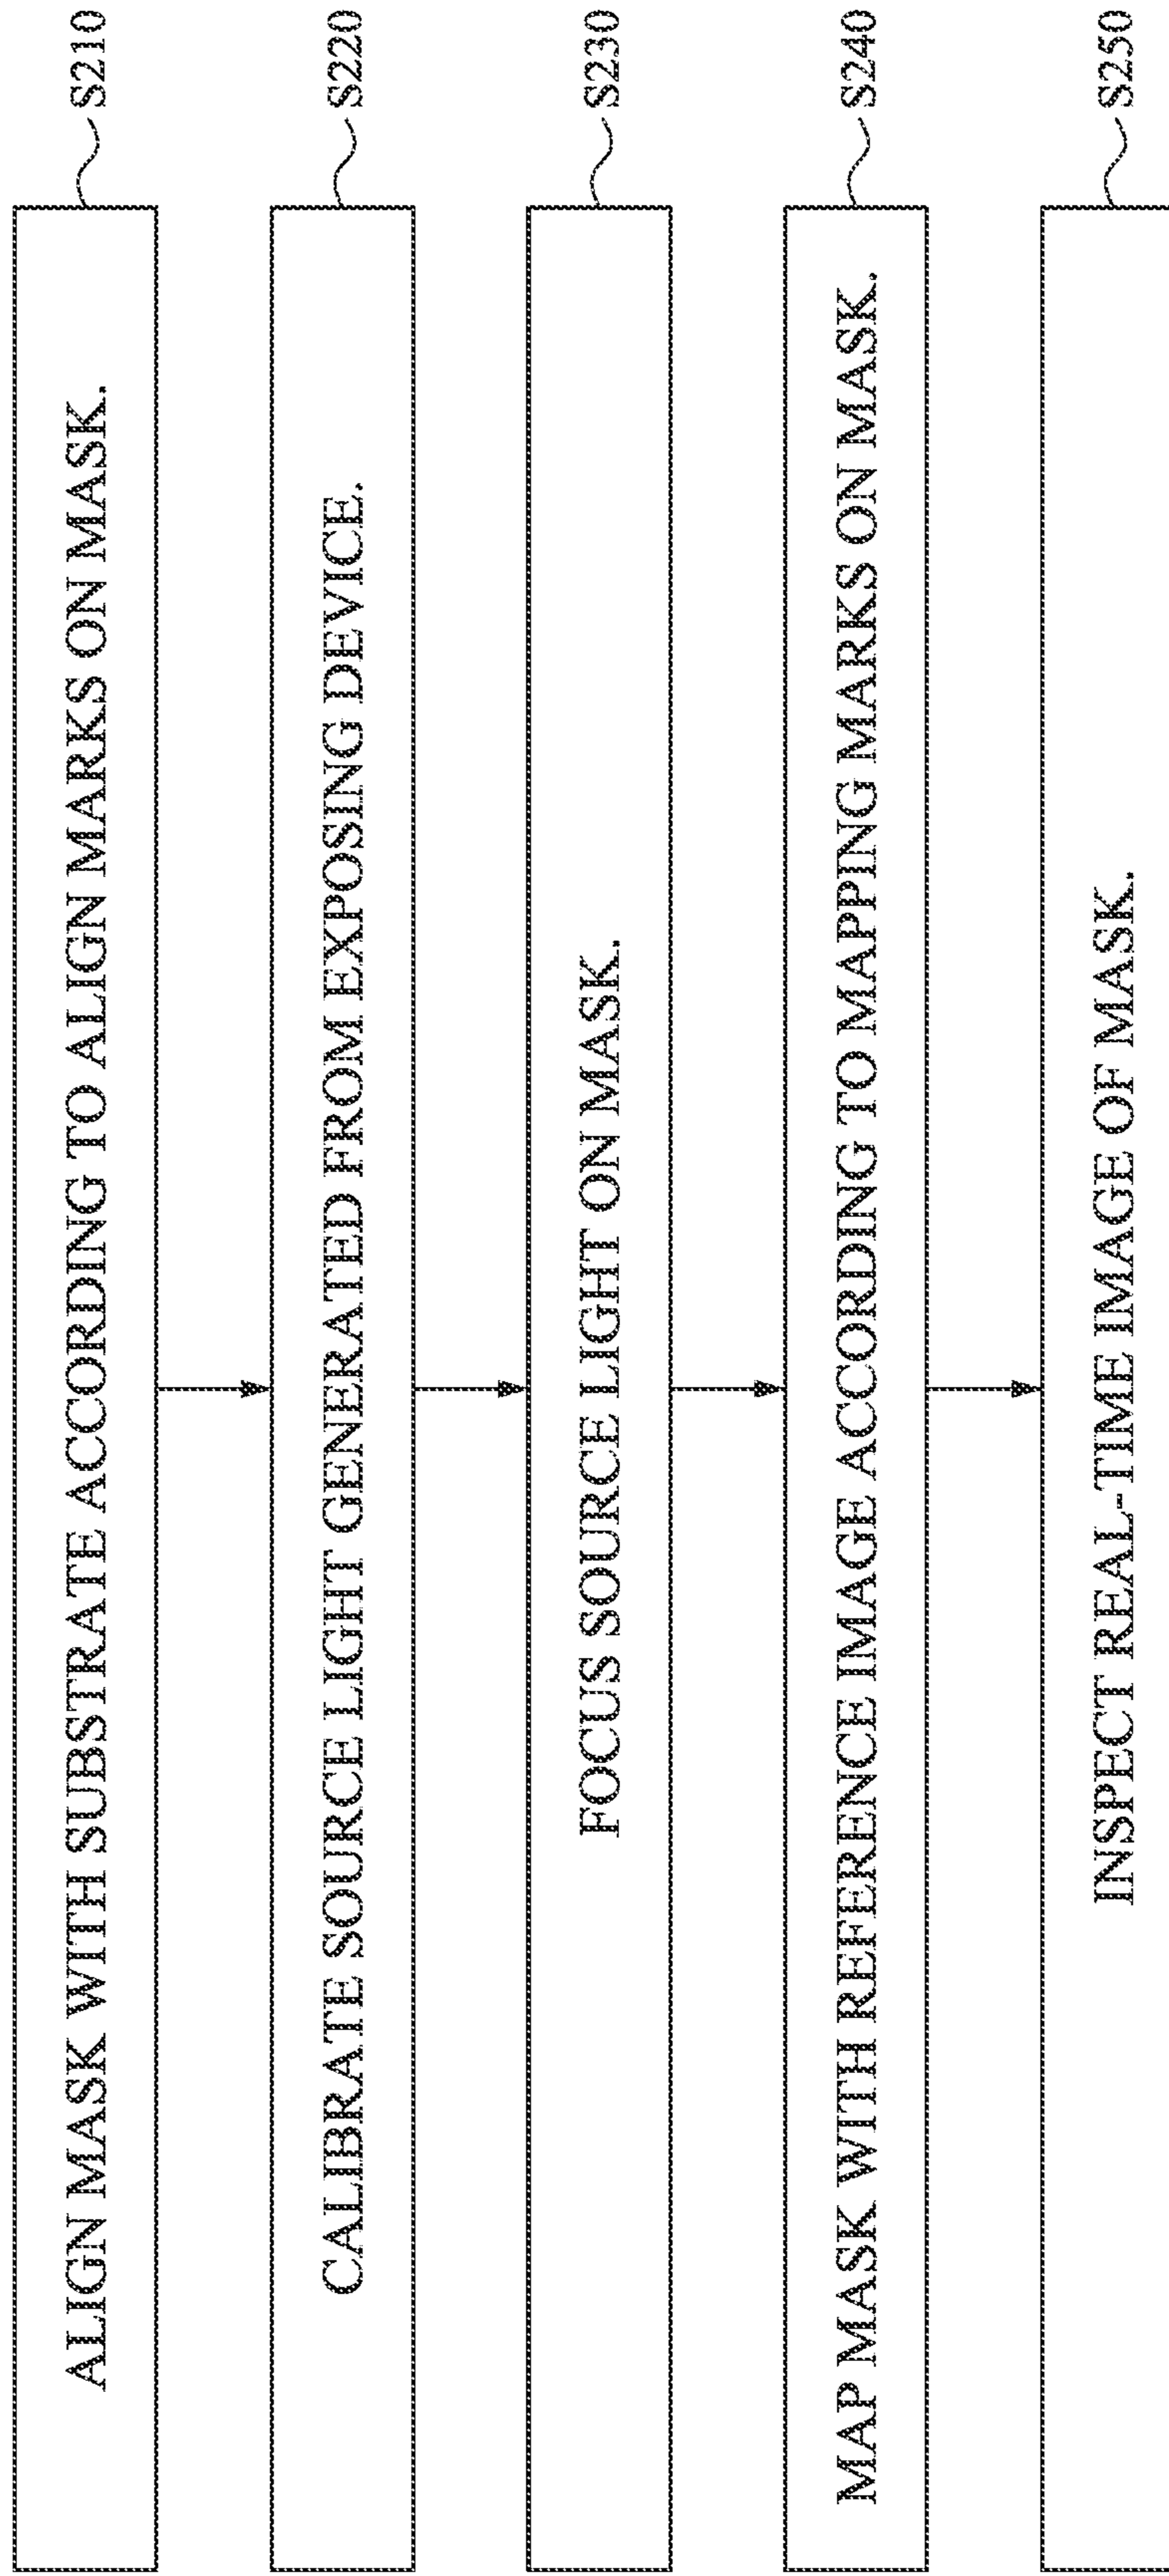 ALIGN MASK WITH SUBSTRATE ACCORDING TO ALIGN MARKS ON MASK.
S210
CALIBRATE SOURCE LIGHT GENERATED FROM EXPOSING DEVICE.
S220
FOCUS SOURCE LIGHT ON MASK.
S230
MAP MASK WITH REFERENCE IMAGE ACCORDING TO MAPPING MARKS ON MASK.
S240
INSPECT REAL-TIME IMAGE OF MASK.
S250